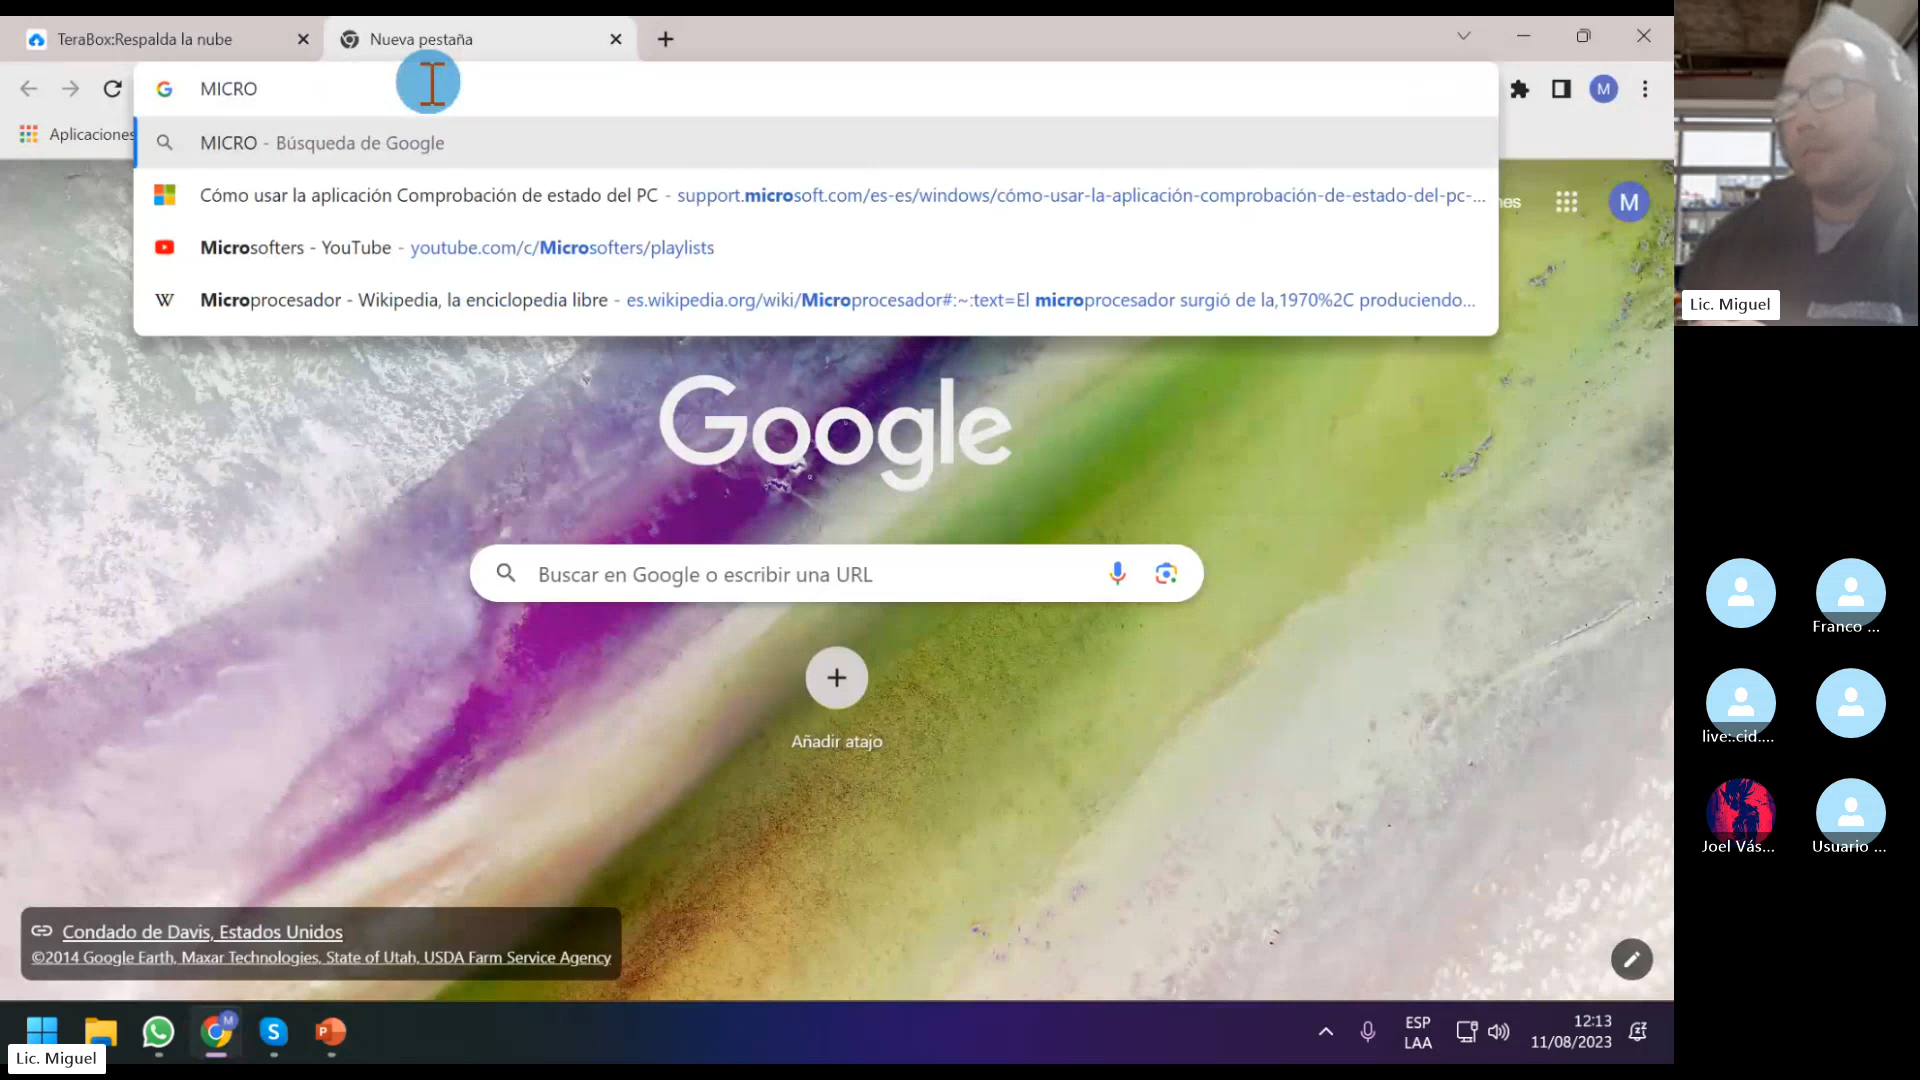 TeraBox:Respalda la nube
Nueva pestaña
MICRO
M
Aplicaciones
MICRO - Búsqueda de Google
Cómo usar la aplicación Comprobación de estado del PC - support.microsoft.com/es-es/windows/cómo-usar-la-aplicación-comprobación-de-estado-del-pc-...
M
Microsofters - YouTube - youtube.com/c/Microsofters/playlists
W Microprocesador - Wikipedia, la enciclopedia libre - es.wikipedia.org/wiki/Microprocesador#:~:text=El microprocesador surgió de la,1970%2C produciendo...
Lic. Miguel
Google
Buscar en Google o escribir una URL
Añadir atajo
Franco ...
live:.cid....
Joel Vás...
Usuario ...
Condado de Davis, Estados Unidos
©2014 Google Earth, Maxar Technologies, State of Utah, USDA Farm Service Agency
M
S
P
ESP
LAA
12:13
11/08/2023
Lic. Miguel